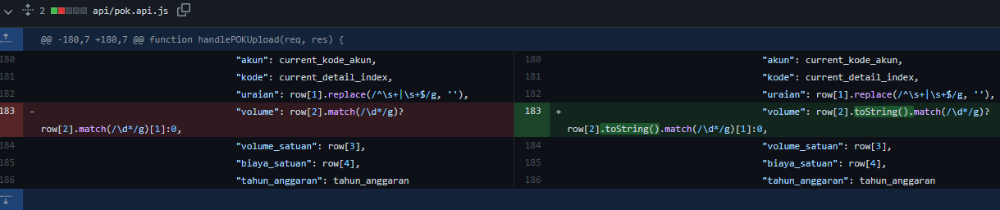 2 api/pok.api.js
@@ -180,7 +180,7 @@ function handlePOKUpload(req, res) {
180 "akun": current_kode_akun, 180 "akun": current_kode_akun,
181 "kode": current_detail_index, 181 "kode": current_detail_index,
182 "uraian": row[1].replace(/^\s+|\s+$/g, ''), 182 "uraian": row[1].replace(/^\s+|\s+$/g, ''),
183 - "volume": row[2].match(/\d*/g)? 183 + "volume": row[2].toString().match(/\d*/g)?
row[2].match(/\d*/g)[1]:0, row[2].toString().match(/\d*/g)[1]:0,
184 "volume_satuan": row[3], 184 "volume_satuan": row[3],
185 "biaya_satuan": row[4], 185 "biaya_satuan": row[4],
186 "tahun_anggaran": tahun_anggaran 186 "tahun_anggaran": tahun_anggaran